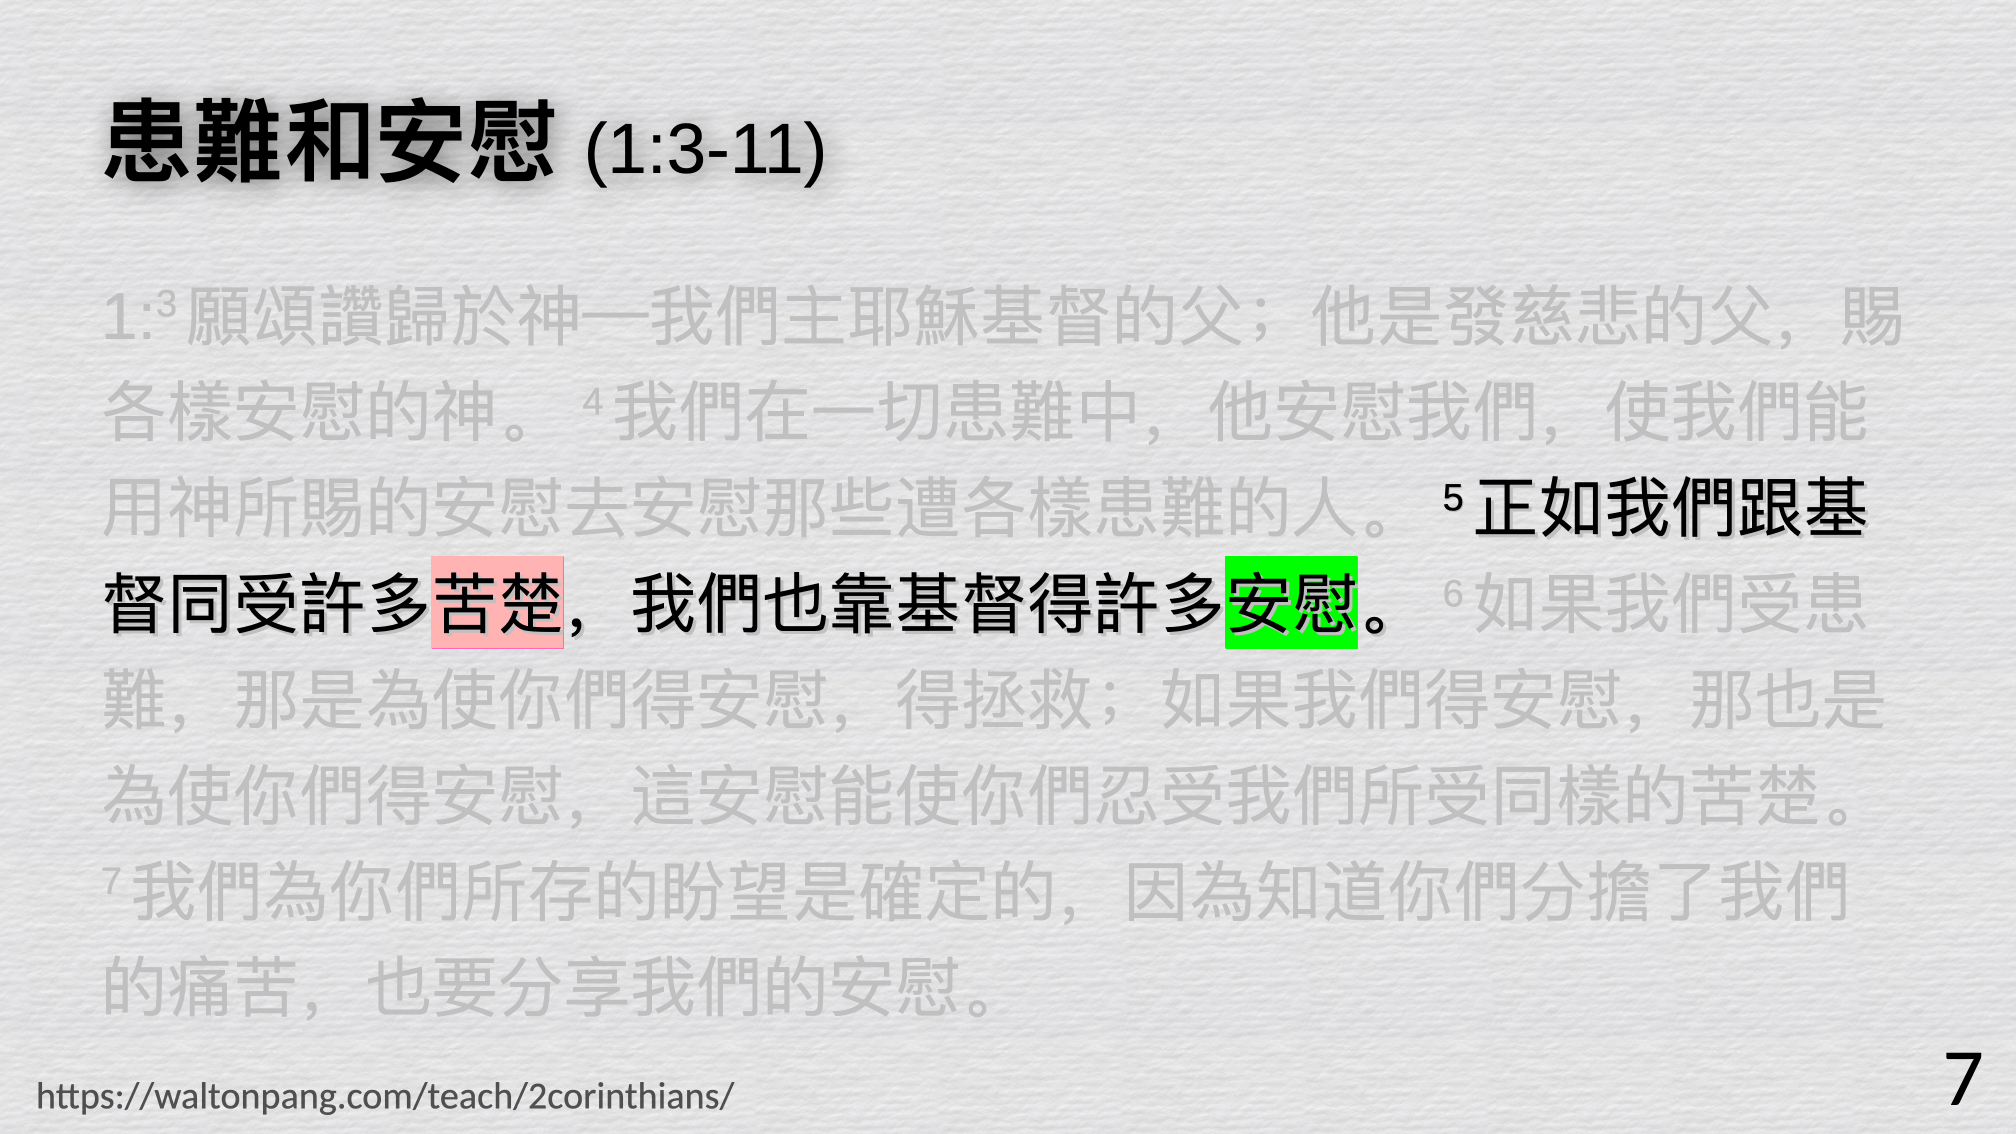 患難和安慰 (1:3-11)
1:3 願頌讚歸於神──我們主耶穌基督的父；他是發慈悲的父，賜
各樣安慰的神。 4 我們在一切患難中，他安慰我們，使我們能
用神所賜的安慰去安慰那些遭各樣患難的人。 5 正如我們跟基
督同受許多苦楚，我們也靠基督得許多安慰。 6 如果我們受患
難，那是為使你們得安慰，得拯救；如果我們得安慰，那也是
為使你們得安慰，這安慰能使你們忍受我們所受同樣的苦楚。
7 我們為你們所存的盼望是確定的，因為知道你們分擔了我們
的痛苦，也要分享我們的安慰。
https://waltonpang.com/teach/2corinthians/
7